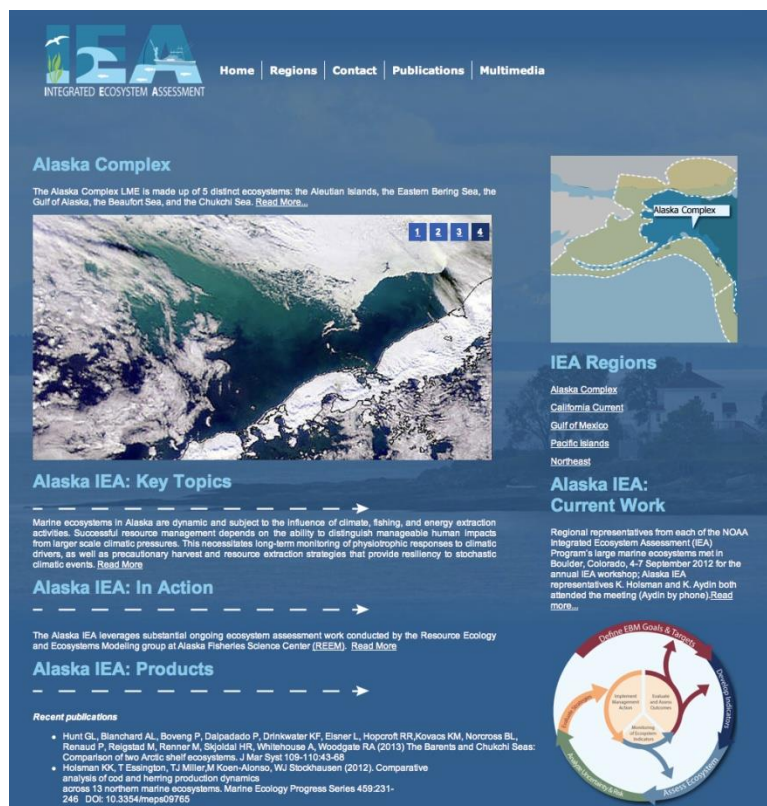 IEA
INTEGRATED ECOSYSTEM ASSESSMENT
Home
Regions
Contact
Publications
Multimedia
Alaska Complex
The Alaska Complex LME is made up of 5 distinct ecosystems: the Aleutian Islands, the Eastern Bering Sea, the
Gulf of Alaska, the Beaufort Sea, and the Chukchi Sea. Read More...
1 2 3 4
Alaska IEA: Key Topics
Marine ecosystems in Alaska are dynamic and subject to the influence of climate, fishing, and energy extraction
activities. Successful resource management depends on the ability to distinguish manageable human impacts
from larger scale climatic pressures. This necessitates long-term monitoring of physiotrophic responses to climatic
drivers, as well as precautionary harvest and resource extraction strategies that provide resiliency to stochastic
climatic events. Read More
Alaska IEA: In Action
The Alaska IEA leverages substantial ongoing ecosystem assessment work conducted by the Resource Ecology
and Ecosystems Modeling group at Alaska Fisheries Science Center (REEM). Read More
Alaska IEA: Products
Recent publications
• Hunt GL, Blanchard AL, Boveng P, Dalpadado P, Drinkwater KF, Eisner L, Hopcroft RR,Kovacs KM, Norcross BL,
Renaud P, Reigstad M, Renner M, Skjoldal HR, Whitehouse A, Woodgate RA (2013) The Barents and Chukchi Seas:
Comparison of two Arctic shelf ecosystems. J Mar Syst 109-110:43-68
• Holsman KK, T Essington, TJ Miller,M Koen-Alonso, WJ Stockhausen (2012). Comparative
analysis of cod and herring production dynamics
across 13 northern marine ecosystems. Marine Ecology Progress Series 459:231-
246 DOI: 10.3354/meps09765
Alaska Complex
IEA Regions
Alaska Complex
California Current
Gulf of Mexico
Pacific Islands
Northeast
Alaska IEA:
Current Work
Regional representatives from each of the NOAA
Integrated Ecosystem Assessment (IEA)
Program's large marine ecosystems met in
Boulder, Colorado, 4-7 September 2012 for the
annual IEA workshop; Alaska IEA
representatives K. Holsman and K. Aydin both
attended the meeting (Aydin by phone).Read
more...
Define EBM Goals & Targets
Develop Indicators
Assess Ecosystem
Analyze Uncertainty & Risk
Evaluate Strategies
Implement
Management
Action
Evaluate
and Assess
Outcomes
Monitoring
of Ecosystem
Indicators